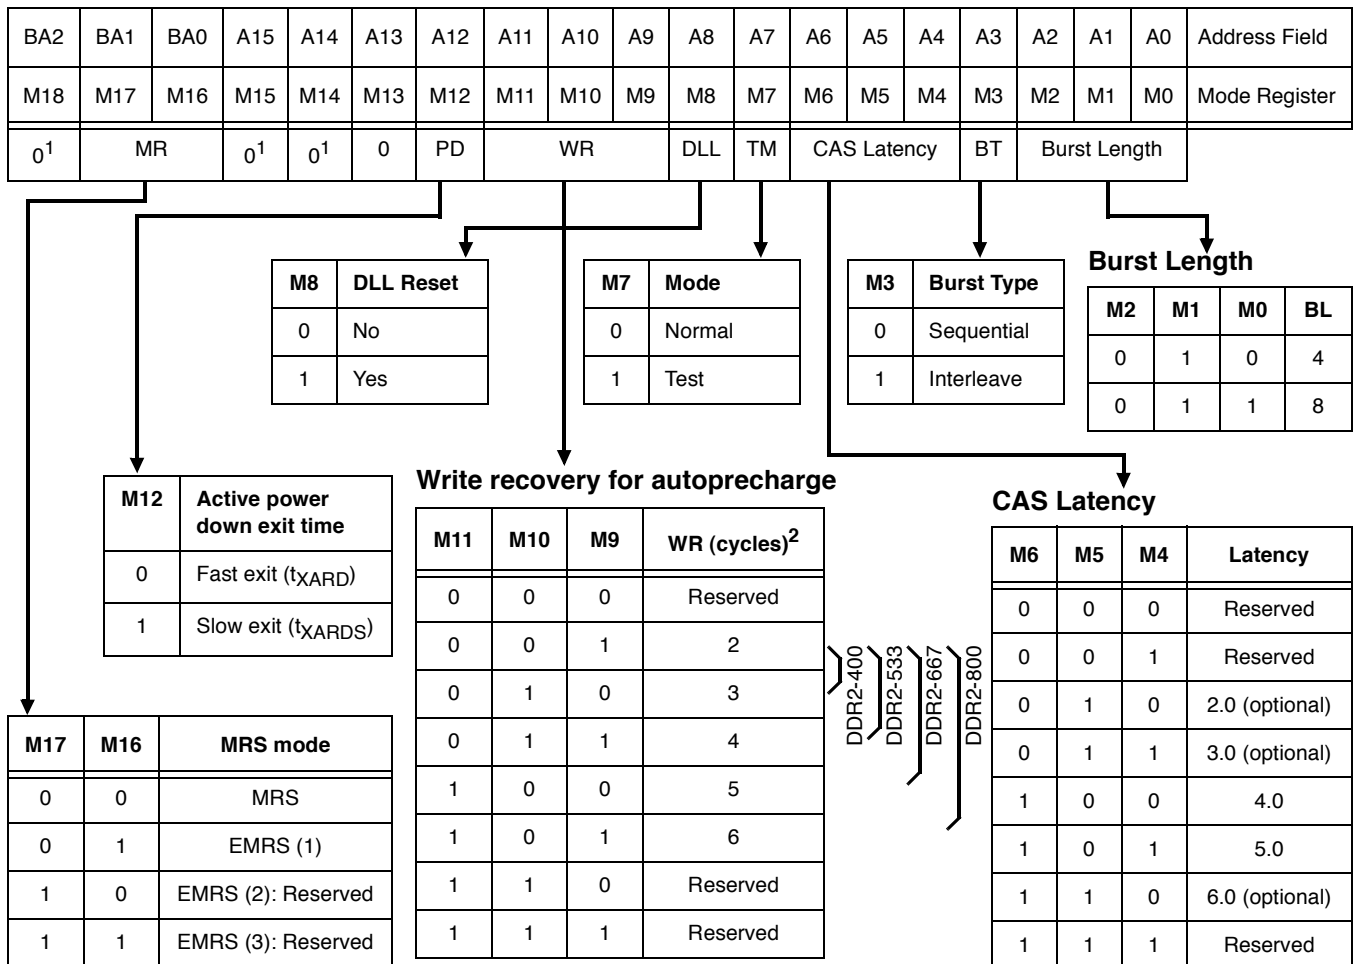 BA2 BA1 BA0 A15 A14 A13 A12 A11 A10 A9 A8 A7 A6 A5 A4 A3 A2 A1 A0 Address Field
M18 M17 M16 M15 M14 M13 M12 M11 M10 M9 M8 M7 M6 M5 M4 M3 M2 M1 M0 Mode Register
0¹ MR 0¹ 0¹ 0 PD WR DLL TM CAS Latency BT Burst Length
M8 DLL Reset
0 No
1 Yes
M7 Mode
0 Normal
1 Test
M3 Burst Type
0 Sequential
1 Interleave
Burst Length
M2 M1 M0 BL
0 1 0 4
0 1 1 8
M12 Active power
down exit time
0 Fast exit (tXARD)
1 Slow exit (tXARDS)
Write recovery for autoprecharge
M11 M10 M9 WR (cycles)²
0 0 0 Reserved
0 0 1 2
0 1 0 3
0 1 1 4
1 0 0 5
1 0 1 6
1 1 0 Reserved
1 1 1 Reserved
DDR2-400
DDR2-533
DDR2-667
DDR2-800
CAS Latency
M6 M5 M4 Latency
0 0 0 Reserved
0 0 1 Reserved
0 1 0 2.0 (optional)
0 1 1 3.0 (optional)
1 0 0 4.0
1 0 1 5.0
1 1 0 6.0 (optional)
1 1 1 Reserved
M17 M16 MRS mode
0 0 MRS
0 1 EMRS (1)
1 0 EMRS (2): Reserved
1 1 EMRS (3): Reserved